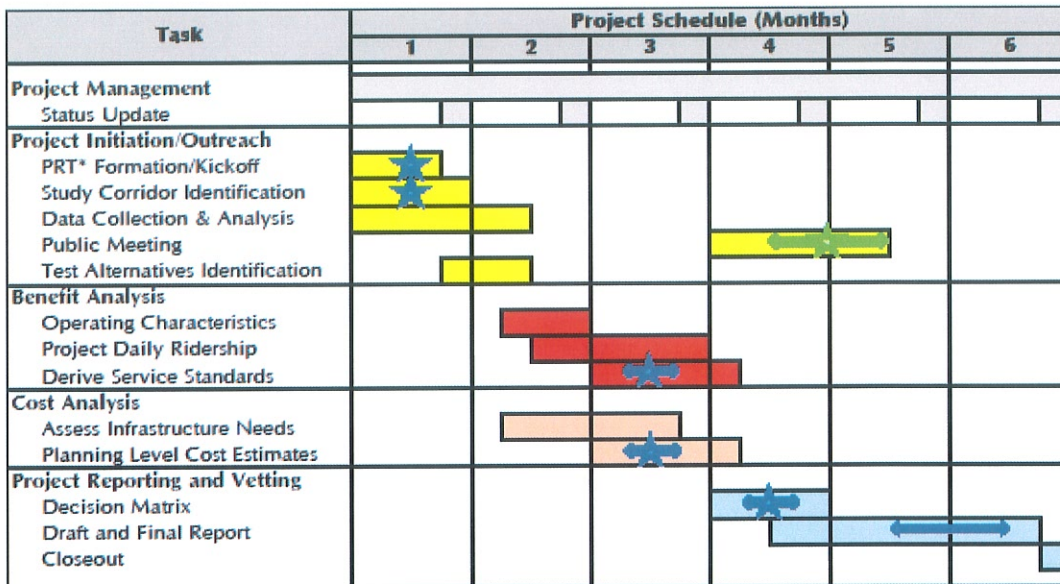 Task
Project Schedule (Months)
1 2 3 4 5 6
Project Management
Status Update
Project Initiation/Outreach
PRT* Formation/Kickoff
Study Corridor Identification
Data Collection & Analysis
Public Meeting
Test Alternatives Identification
Benefit Analysis
Operating Characteristics
Project Daily Ridership
Derive Service Standards
Cost Analysis
Assess Infrastructure Needs
Planning Level Cost Estimates
Project Reporting and Vetting
Decision Matrix
Draft and Final Report
Closeout